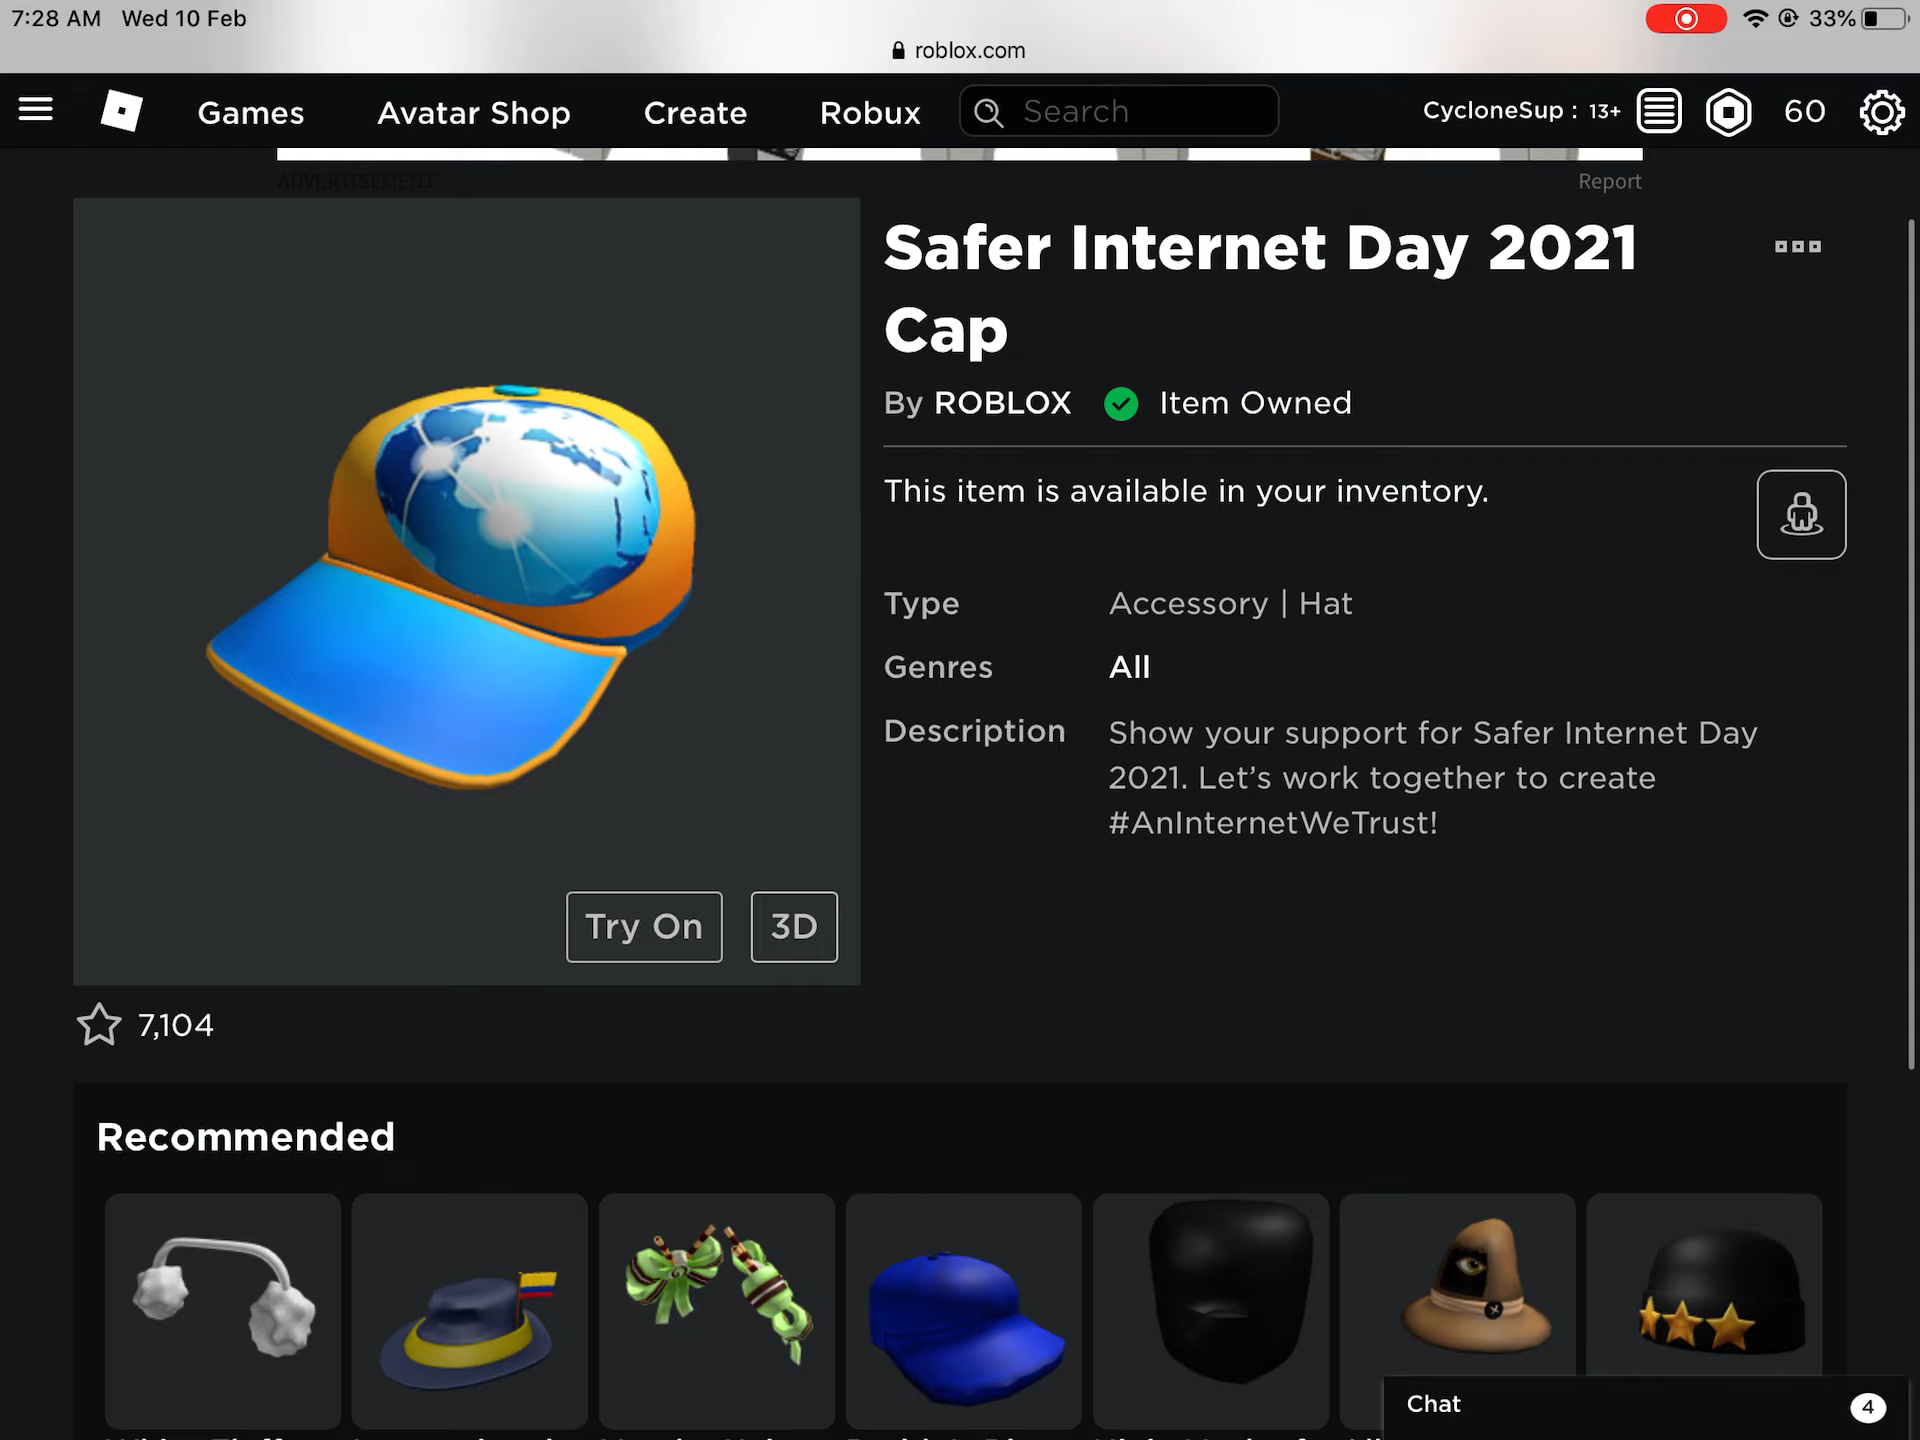 7:28 AM Wed 10 Feb
33%
roblox.com
Games Avatar Shop Create Robux Search CycloneSup : 13+ 60
ADVERTISEMENT
Report
Safer Internet Day 2021
Cap
By ROBLOX Item Owned
This item is available in your inventory.
Type Accessory | Hat
Genres All
Description Show your support for Safer Internet Day
2021. Let’s work together to create
#AnInternetWeTrust!
Try On 3D
7,104
Recommended
Chat 4